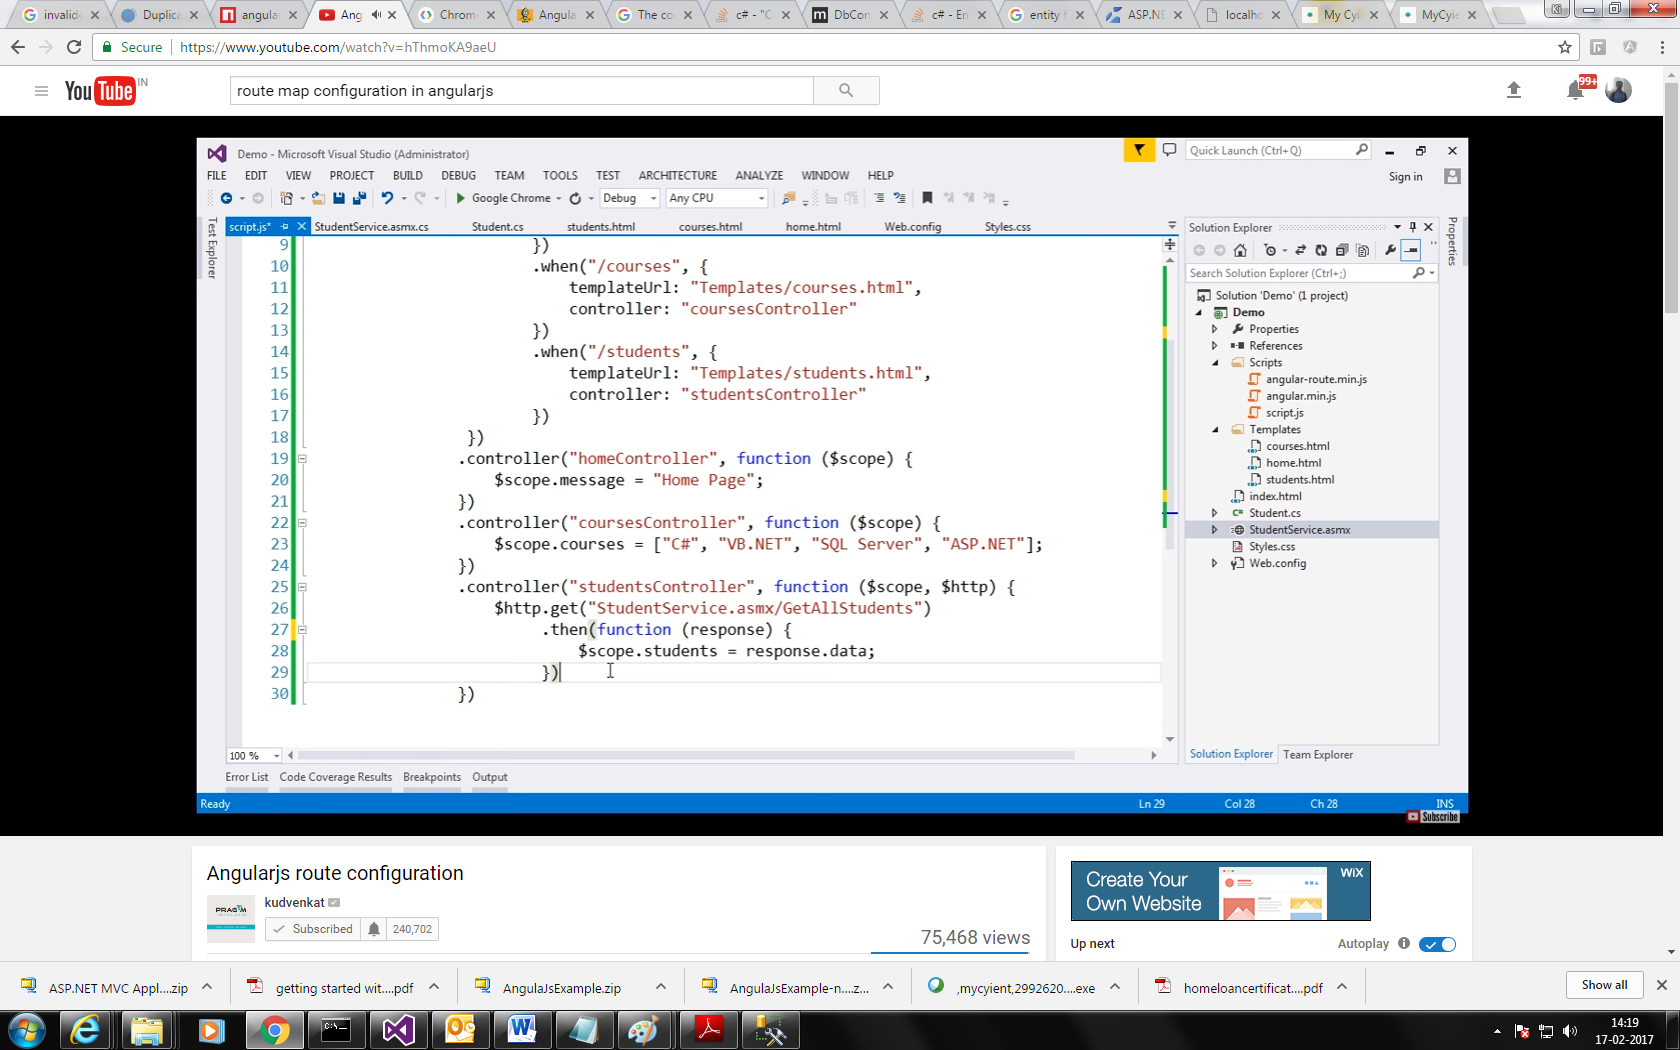 invalid
Duplica
angula
Ang
Chrom
Angula
The co
c# - "C
DbCon
c# - En
entity f
ASP.NE
localho
My Cyi
MyCyie
Secure
https://www.youtube.com/watch?v=hThmoKA9aeU
YouTube IN
route map configuration in angularjs
99+
Demo - Microsoft Visual Studio (Administrator)
Quick Launch (Ctrl+Q)
FILE EDIT VIEW PROJECT BUILD DEBUG TEAM TOOLS TEST ARCHITECTURE ANALYZE WINDOW HELP
Sign in
Google Chrome
Debug
Any CPU
Test Explorer
script.js*
StudentService.asmx.cs
Student.cs
students.html
courses.html
home.html
Web.config
Styles.css
9 })
10 .when("/courses", {
11 templateUrl: "Templates/courses.html",
12 controller: "coursesController"
13 })
14 .when("/students", {
15 templateUrl: "Templates/students.html",
16 controller: "studentsController"
17 })
18 })
19 .controller("homeController", function ($scope) {
20 $scope.message = "Home Page";
21 })
22 .controller("coursesController", function ($scope) {
23 $scope.courses = ["C#", "VB.NET", "SQL Server", "ASP.NET"];
24 })
25 .controller("studentsController", function ($scope, $http) {
26 $http.get("StudentService.asmx/GetAllStudents")
27 .then(function (response) {
28 $scope.students = response.data;
29 })
30 })
100 %
Solution Explorer
Search Solution Explorer (Ctrl+;)
Solution 'Demo' (1 project)
Demo
Properties
References
Scripts
angular-route.min.js
angular.min.js
script.js
Templates
courses.html
home.html
students.html
index.html
Student.cs
StudentService.asmx
Styles.css
Web.config
Solution Explorer
Team Explorer
Properties
Error List
Code Coverage Results
Breakpoints
Output
Ready
Ln 29
Col 28
Ch 28
INS
Subscribe
Angularjs route configuration
PRAGIM
kudvenkat
Subscribed
240,702
75,468 views
Create Your
Own Website
WiX
Up next
Autoplay
ASP.NET MVC Appl....zip
getting started wit....pdf
AngulaJsExample.zip
AngulaJsExample-n....z...
,mycyient,2992620....exe
homeloancertificat....pdf
Show all
14:19
17-02-2017